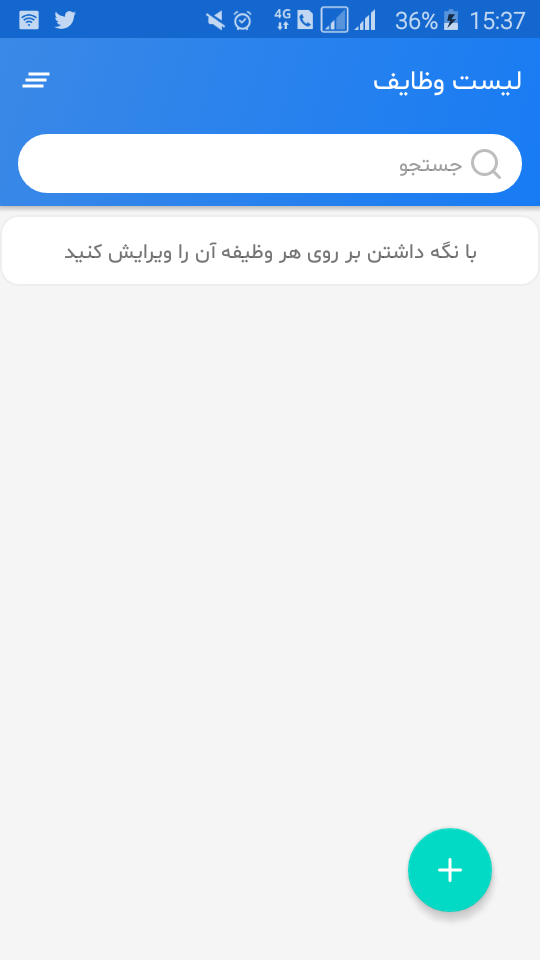 4G 36% 15:37
لیست وظایف
جستجو
با نگه داشتن بر روی هر وظیفه آن را ویرایش کنید